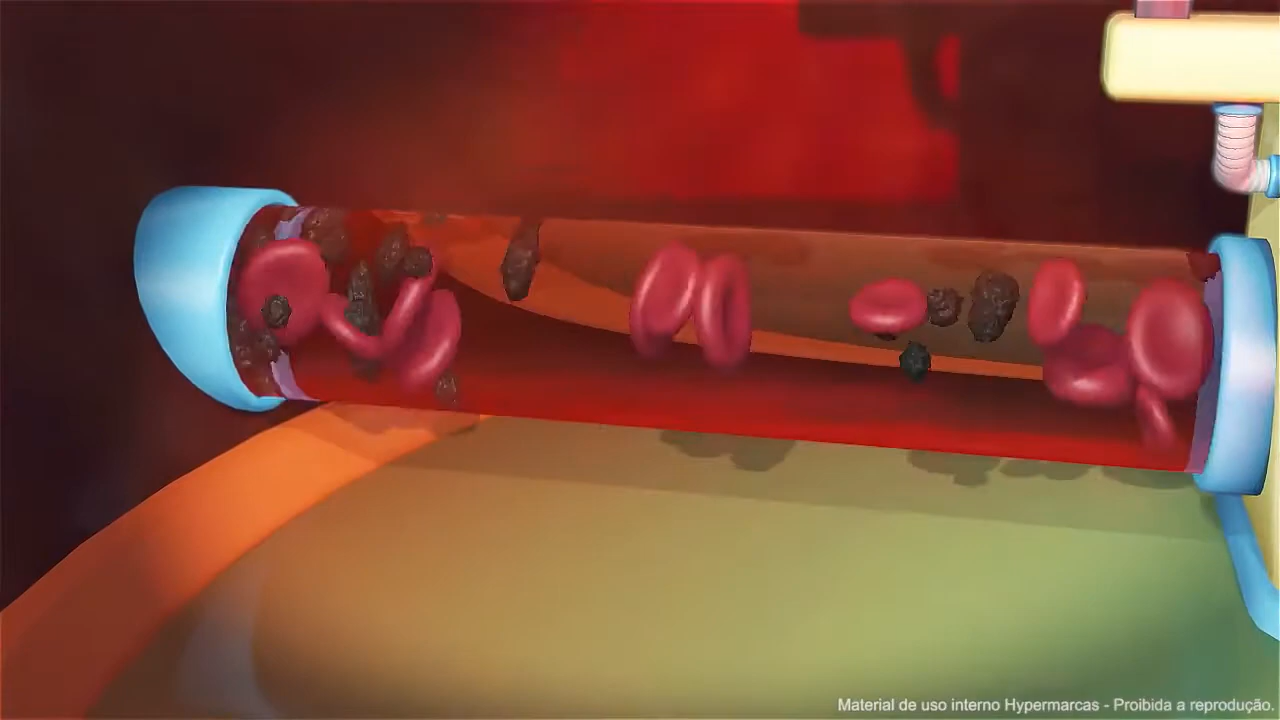 Material de uso interno Hypermarcas - Proibida a reprodução.